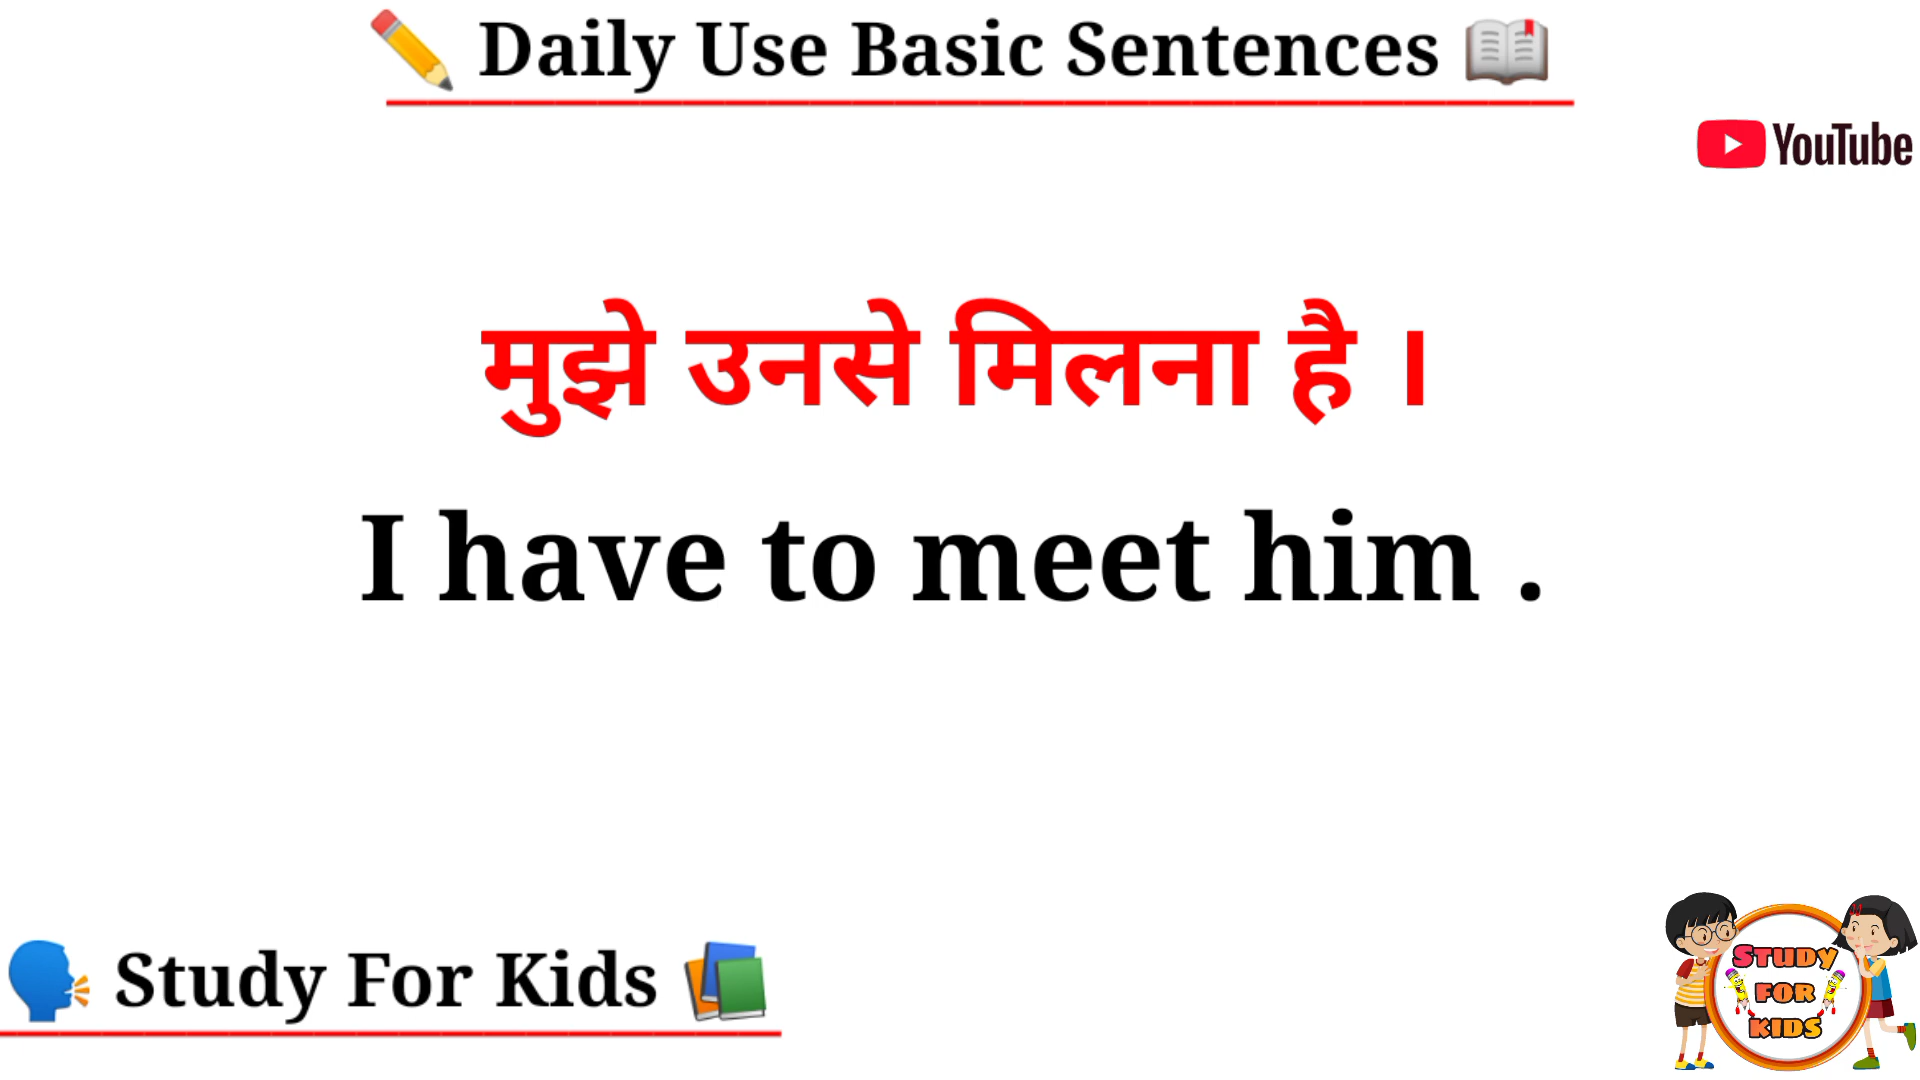 ✏️ Daily Use Basic Sentences 📖
YouTube
मुझे उनसे मिलना है ।
I have to meet him .
🗣️ Study For Kids 📚
STUDY
FOR
KIDS